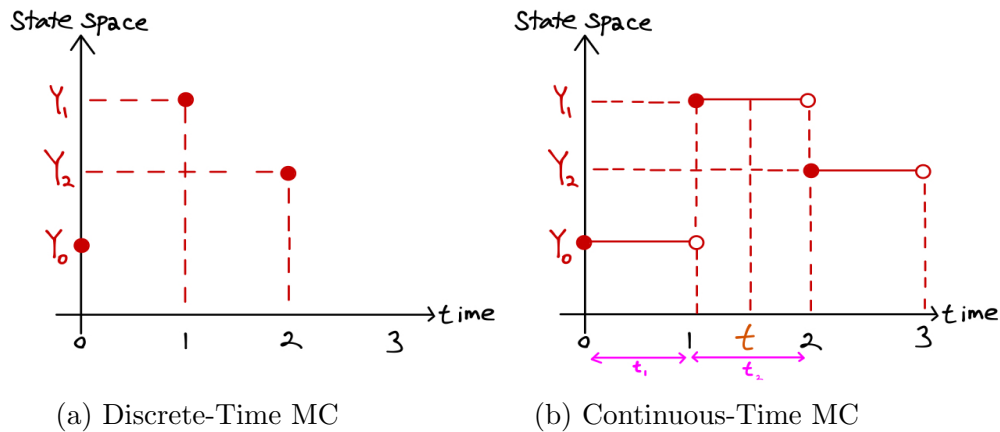 State space
Y₁
Y₂
Y₀
0 1 2 3
time
(a) Discrete-Time MC
State space
Y₁
Y₂
Y₀
0 1 t 2 3
time
t₁ t₂
(b) Continuous-Time MC